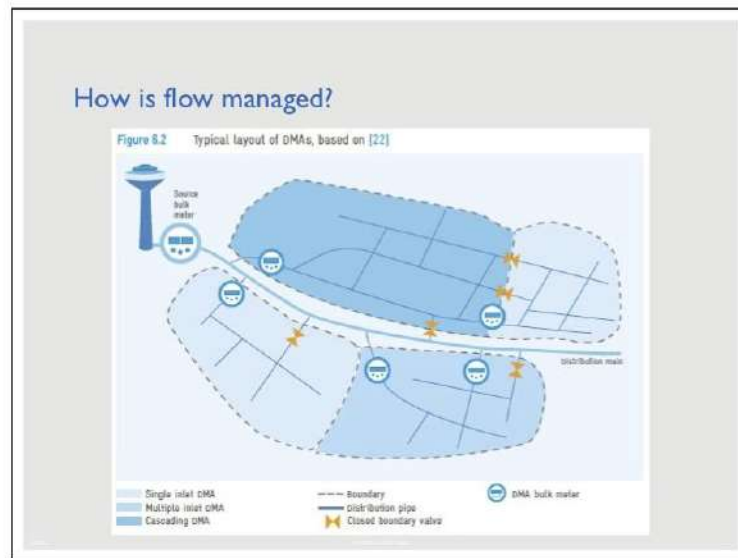 How is flow managed?
Figure 6.2 Typical layout of DMAs, based on [22]
Source
bulk
meter
Distribution main
Single inlet DMA
Multiple inlet DMA
Cascading DMA
Boundary
Distribution pipe
Closed boundary valve
DMA bulk meter